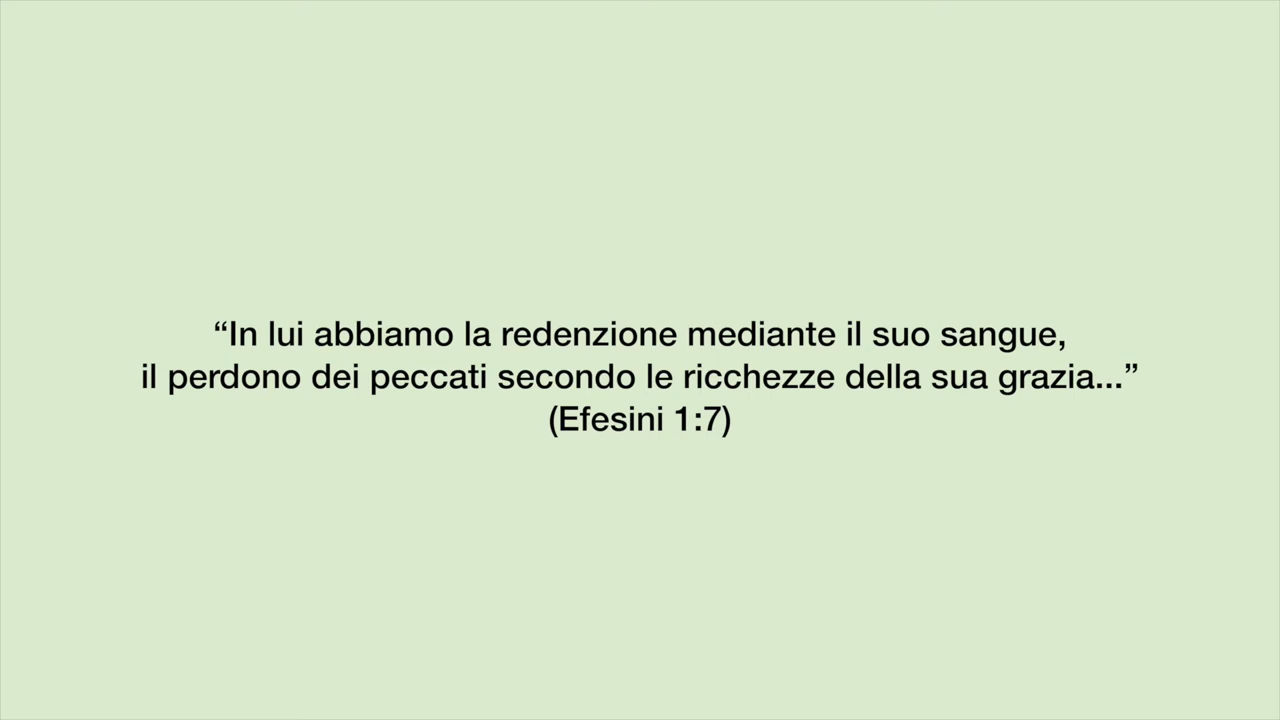 “In lui abbiamo la redenzione mediante il suo sangue,
il perdono dei peccati secondo le ricchezze della sua grazia...”
(Efesini 1:7)